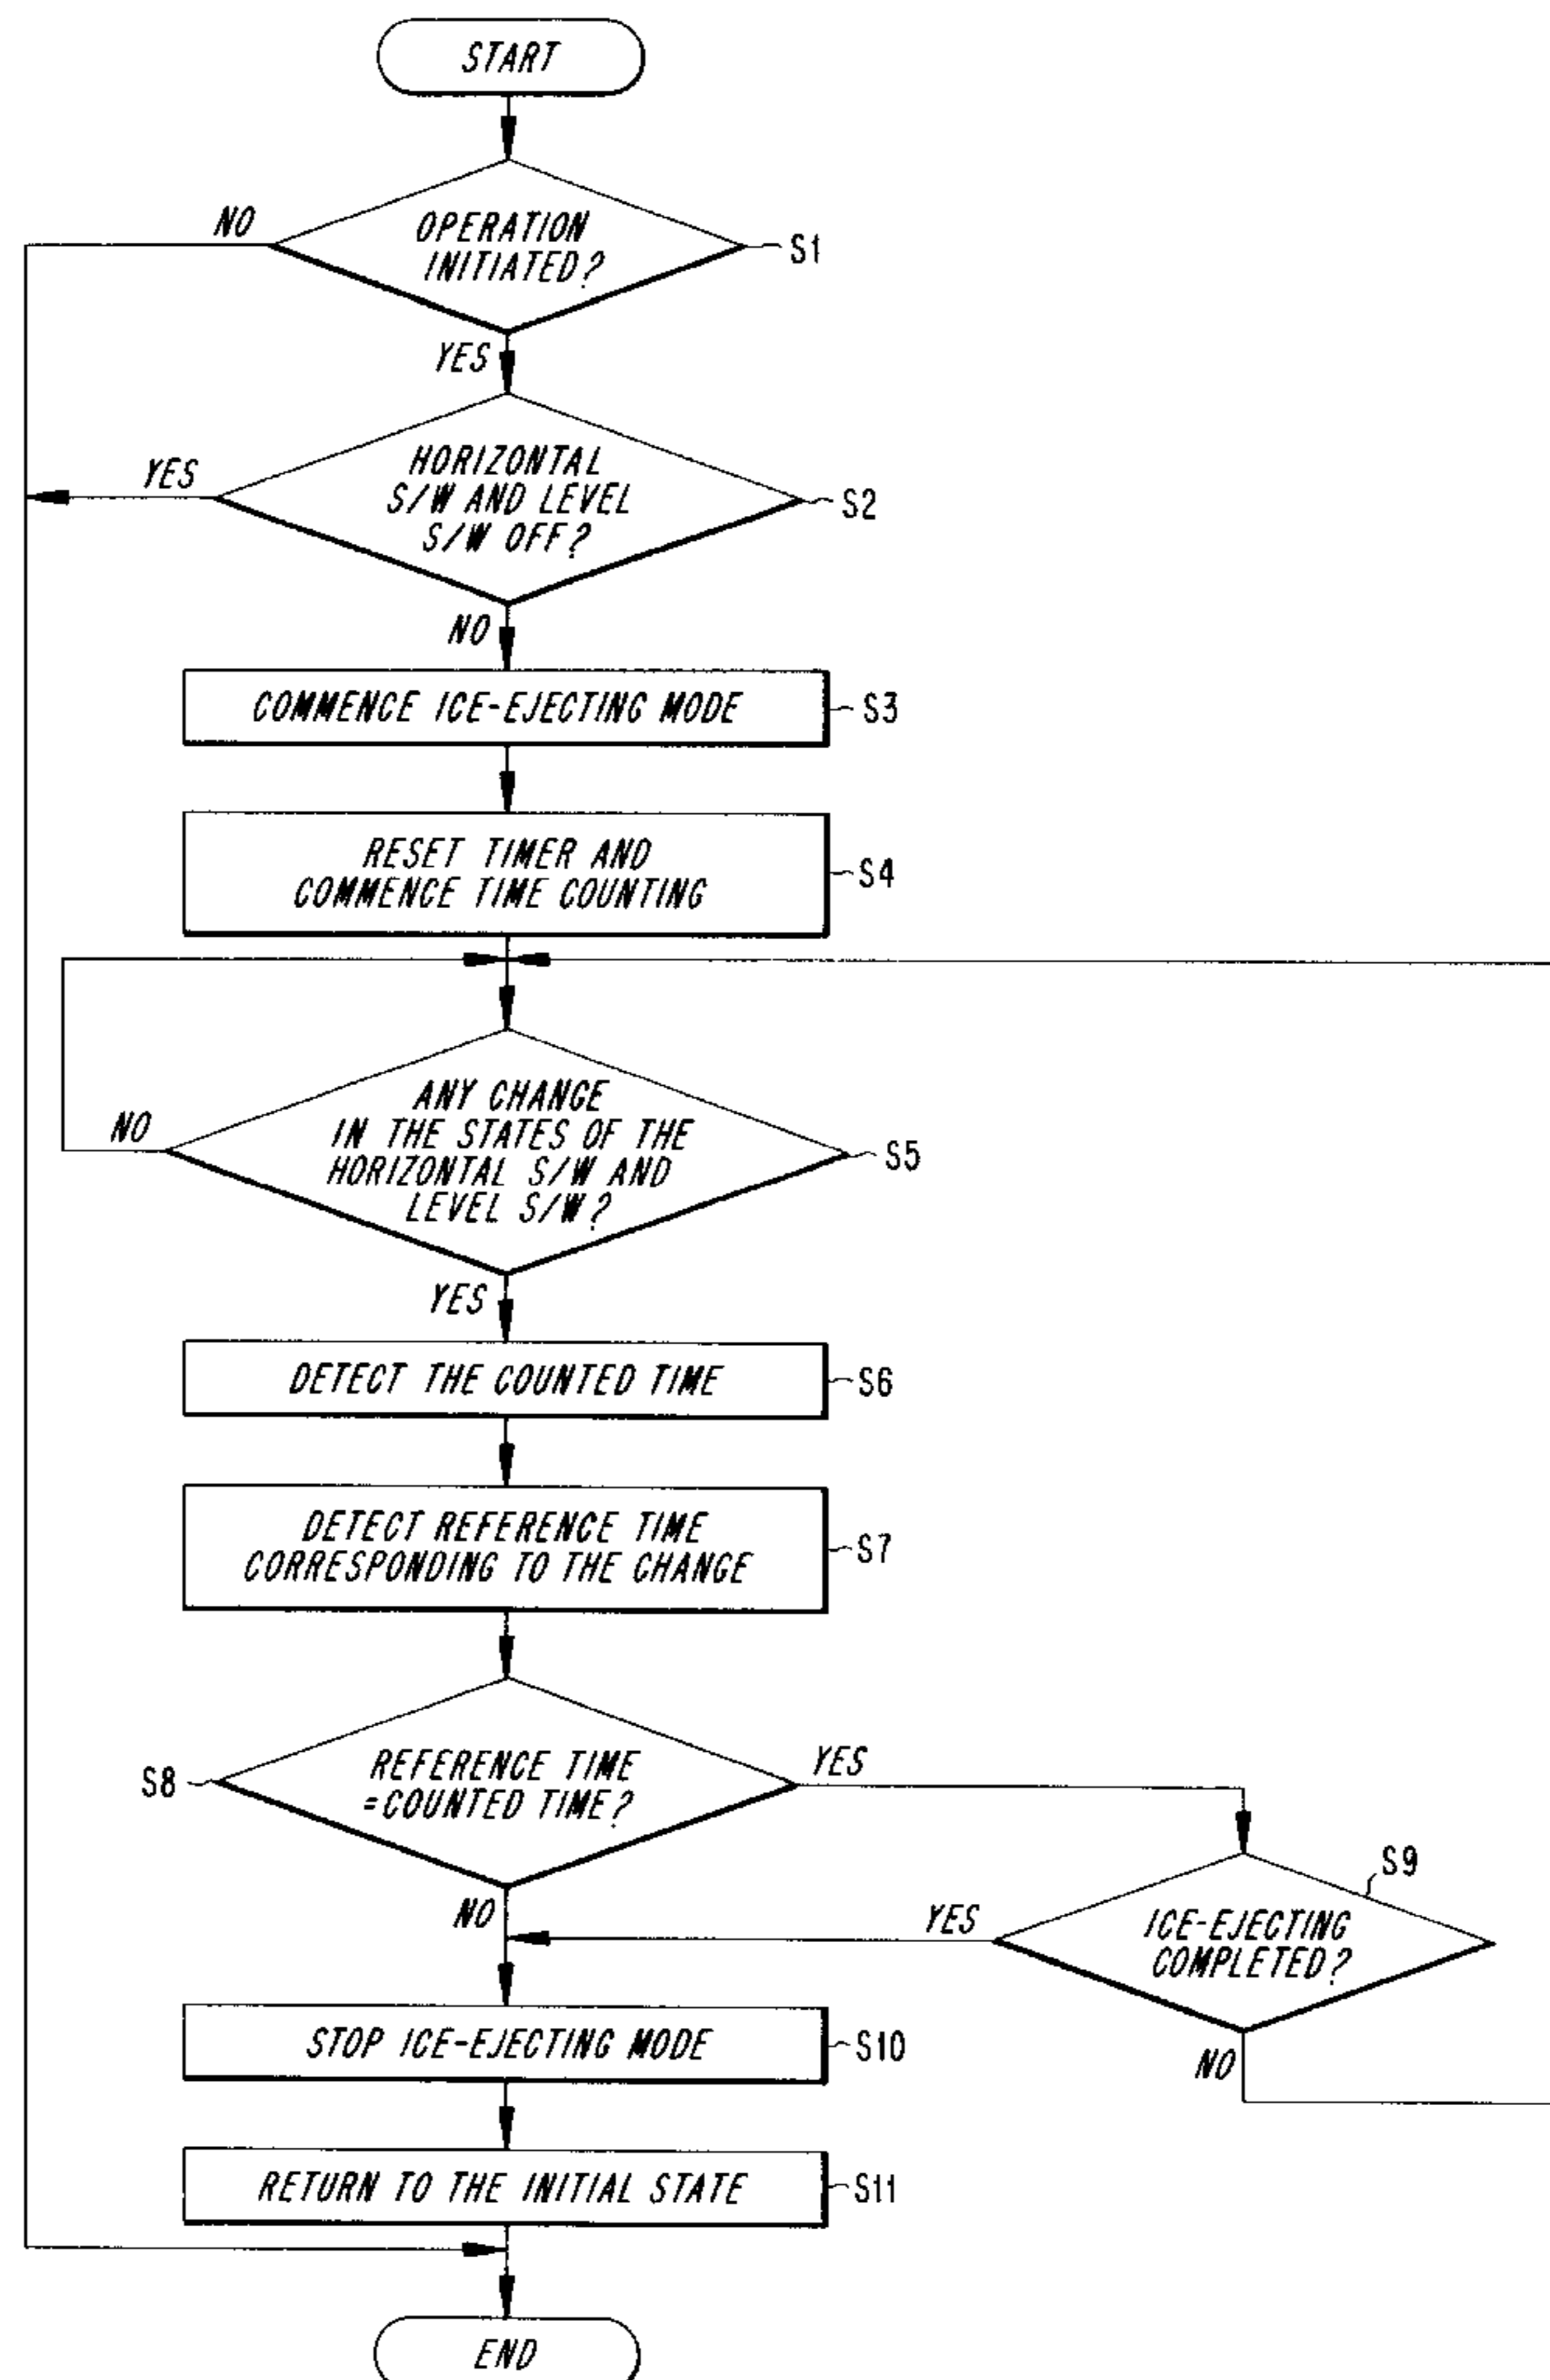 START
NO
OPERATION
INITIATED?
S1
YES
HORIZONTAL
S/W AND LEVEL
S/W OFF?
YES
S2
NO
COMMENCE ICE-EJECTING MODE
S3
RESET TIMER AND
COMMENCE TIME COUNTING
S4
ANY CHANGE
IN THE STATES OF THE
HORIZONTAL S/W AND
LEVEL S/W?
NO
S5
YES
DETECT THE COUNTED TIME
S6
DETECT REFERENCE TIME
CORRESPONDING TO THE CHANGE
S7
S8
REFERENCE TIME
=COUNTED TIME?
YES
S9
NO
YES
ICE-EJECTING
COMPLETED?
STOP ICE-EJECTING MODE
S10
NO
RETURN TO THE INITIAL STATE
S11
END